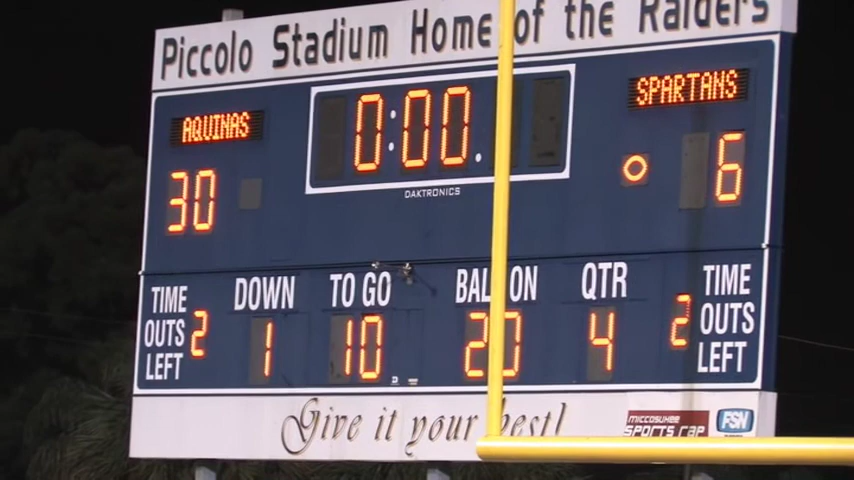 Piccolo Stadium Home of the Raiders
AQUINAS
0:00.
SPARTANS
30
6
DAKTRONICS
TIME OUTS LEFT
2
DOWN
1
TO GO
10
BALL ON
20
QTR
4
2
TIME OUTS LEFT
Give it your best!
MICCOSUKEE
SPORTS CAP
FSN